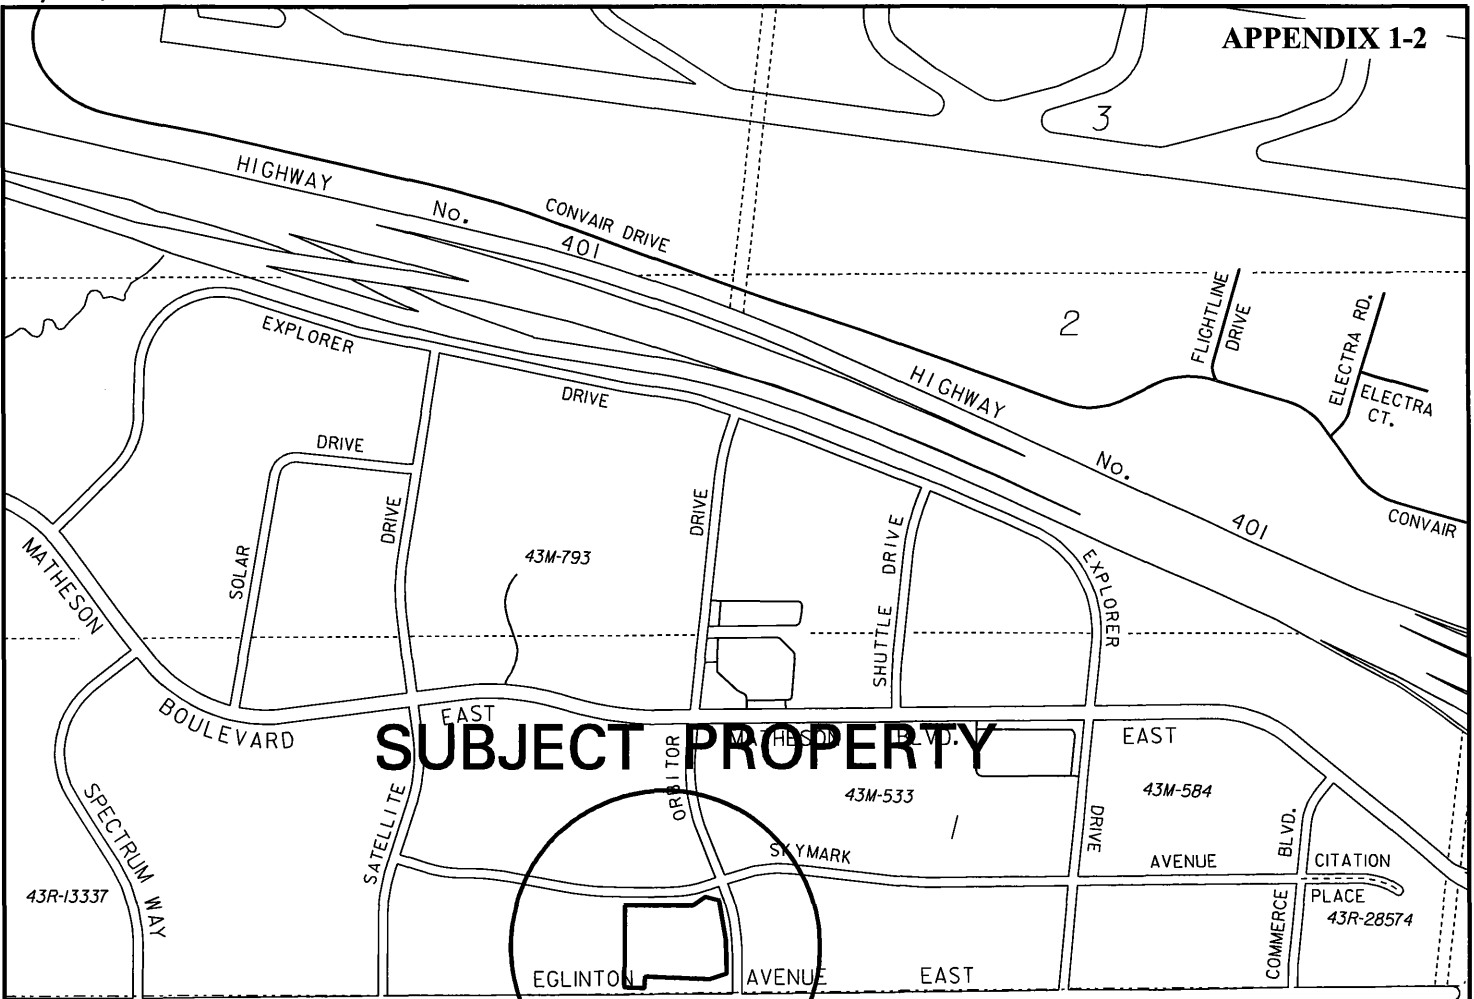 APPENDIX 1-2
3
HIGHWAY
No.
CONVAIR DRIVE
401
2
FLIGHTLINE
DRIVE
ELECTRA RD.
ELECTRA
CT.
EXPLORER
DRIVE
HIGHWAY
No.
401
CONVAIR
DRIVE
SOLAR
DRIVE
DRIVE
SHUTTLE DRIVE
43M-793
EXPLORER
MATHESON
BOULEVARD
EAST
MATHESON BLVD.
EAST
SUBJECT PROPERTY
ORBITOR
SATELLITE
SPECTRUM WAY
43M-533
43M-584
1
DRIVE
BLVD.
SKYMARK
AVENUE
CITATION
PLACE
43R-13337
43R-28574
COMMERCE
EGLINTON
AVENUE
EAST